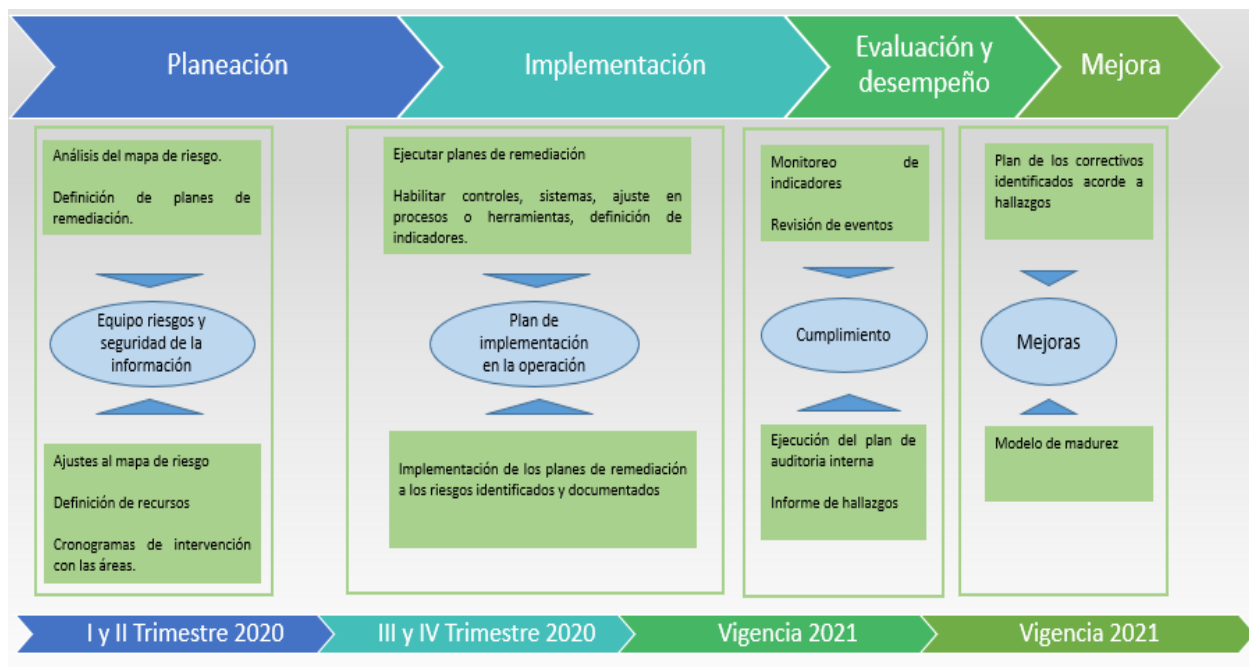 Planeación
Implementación
Evaluación y
desempeño
Mejora
Análisis del mapa de riesgo.
Definición de planes de
remediación.
Equipo riesgos y
seguridad de la
información
Ajustes al mapa de riesgo
Definición de recursos
Cronogramas de intervención
con las áreas.
Ejecutar planes de remediación
Habilitar controles, sistemas, ajuste en
procesos o herramientas, definición de
indicadores.
Plan de
implementación
en la operación
Implementación de los planes de remediación
a los riesgos identificados y documentados
Monitoreo de
indicadores
Revisión de eventos
Cumplimiento
Ejecución del plan de
auditoria interna
Informe de hallazgos
Plan de los correctivos
identificados acorde a
hallazgos
Mejoras
Modelo de madurez
I y II Trimestre 2020
III y IV Trimestre 2020
Vigencia 2021
Vigencia 2021